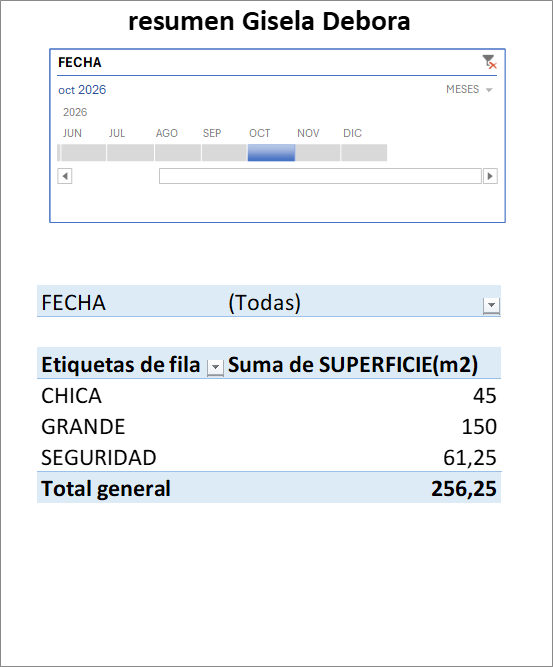 resumen Gisela Debora
FECHA
oct 2026
MESES
2026
JUN JUL AGO SEP OCT NOV DIC
FECHA (Todas)
Etiquetas de fila Suma de SUPERFICIE(m2)
CHICA 45
GRANDE 150
SEGURIDAD 61,25
Total general 256,25